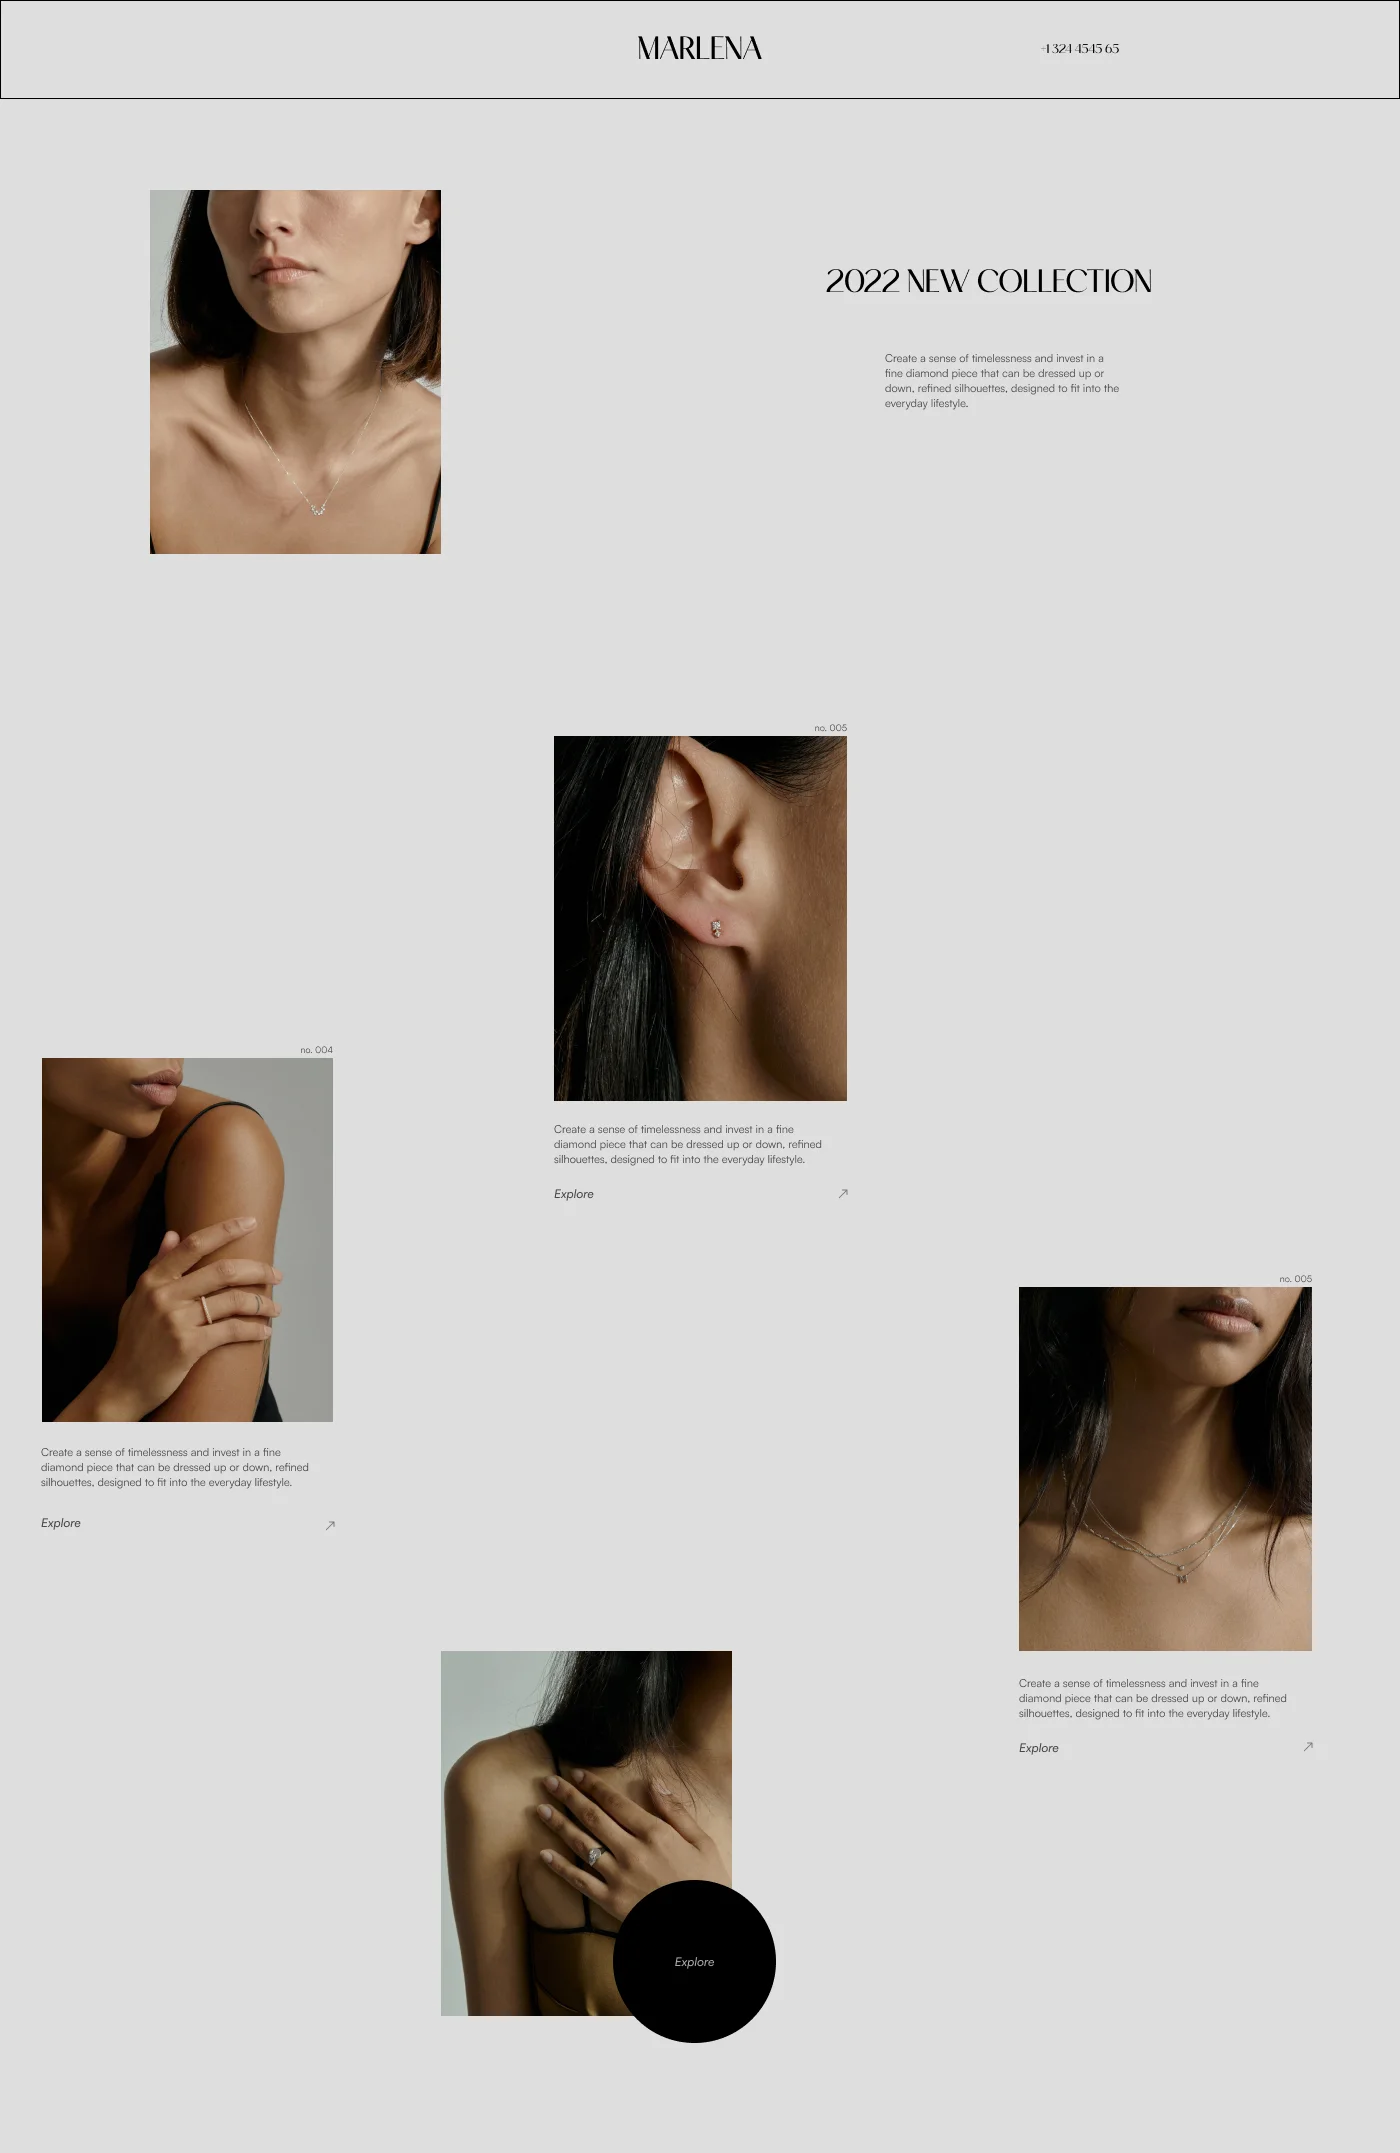 MARLENA
+1 324 4545 65
2022 NEW COLLECTION
Create a sense of timelessness and invest in a
fine diamond piece that can be dressed up or
down, refined silhouettes, designed to fit into the
everyday lifestyle.
no. 005
Create a sense of timelessness and invest in a fine
diamond piece that can be dressed up or down, refined
silhouettes, designed to fit into the everyday lifestyle.
Explore
no. 004
Create a sense of timelessness and invest in a fine
diamond piece that can be dressed up or down, refined
silhouettes, designed to fit into the everyday lifestyle.
Explore
no. 005
Create a sense of timelessness and invest in a fine
diamond piece that can be dressed up or down, refined
silhouettes, designed to fit into the everyday lifestyle.
Explore
Explore